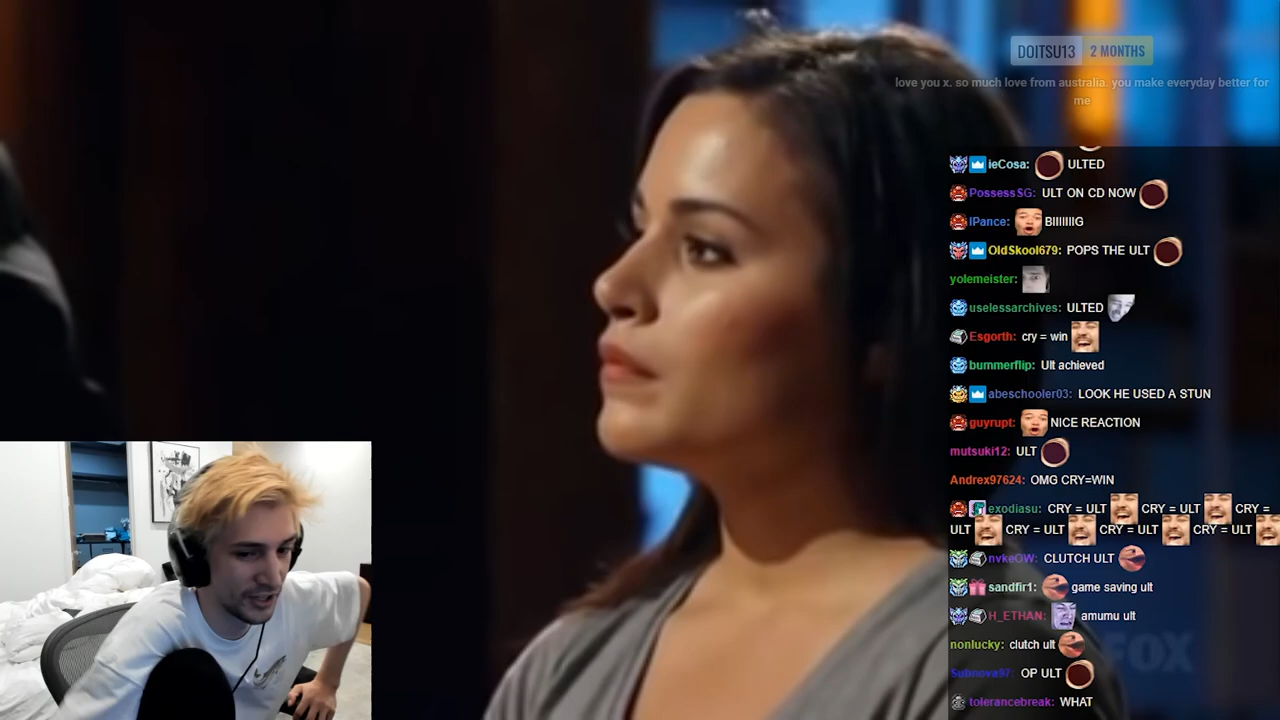 DOITSU13 2 MONTHS
love you x. so much love from australia. you make everyday better for
me
ieCosa: ULTED
PossessSG: ULT ON CD NOW
IPance: BIIIIIIIG
OldSkool679: POPS THE ULT
yolemeister:
uselessarchives: ULTED
Esgorth: cry = win
bummerflip: Ult achieved
abeschooler03: LOOK HE USED A STUN
guyrupt: NICE REACTION
mutsuki12: ULT
Andrex97624: OMG CRY=WIN
exodiasu: CRY = ULT CRY = ULT CRY =
ULT CRY = ULT CRY = ULT CRY = ULT
nvkeOW: CLUTCH ULT
sandfir1: game saving ult
H_ETHAN: amumu ult
nonlucky: clutch ult
Subnova97: OP ULT
tolerancebreak: WHAT
FOX